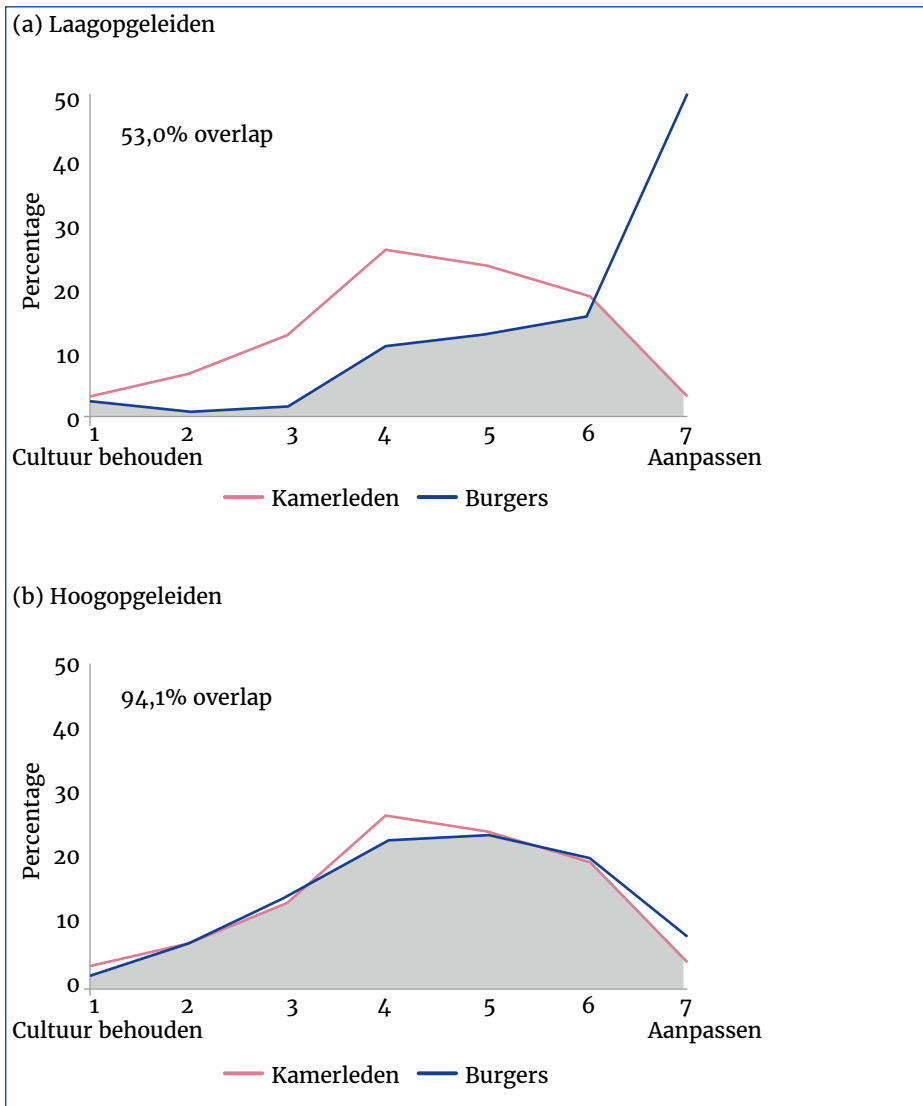 (a) Laagopgeleiden
50
53,0% overlap
40
30
20
10
0
Percentage
1 2 3 4 5 6 7
Cultuur behouden Aanpassen
Kamerleden Burgers
(b) Hoogopgeleiden
50
94,1% overlap
40
30
20
10
0
Percentage
1 2 3 4 5 6 7
Cultuur behouden Aanpassen
Kamerleden Burgers